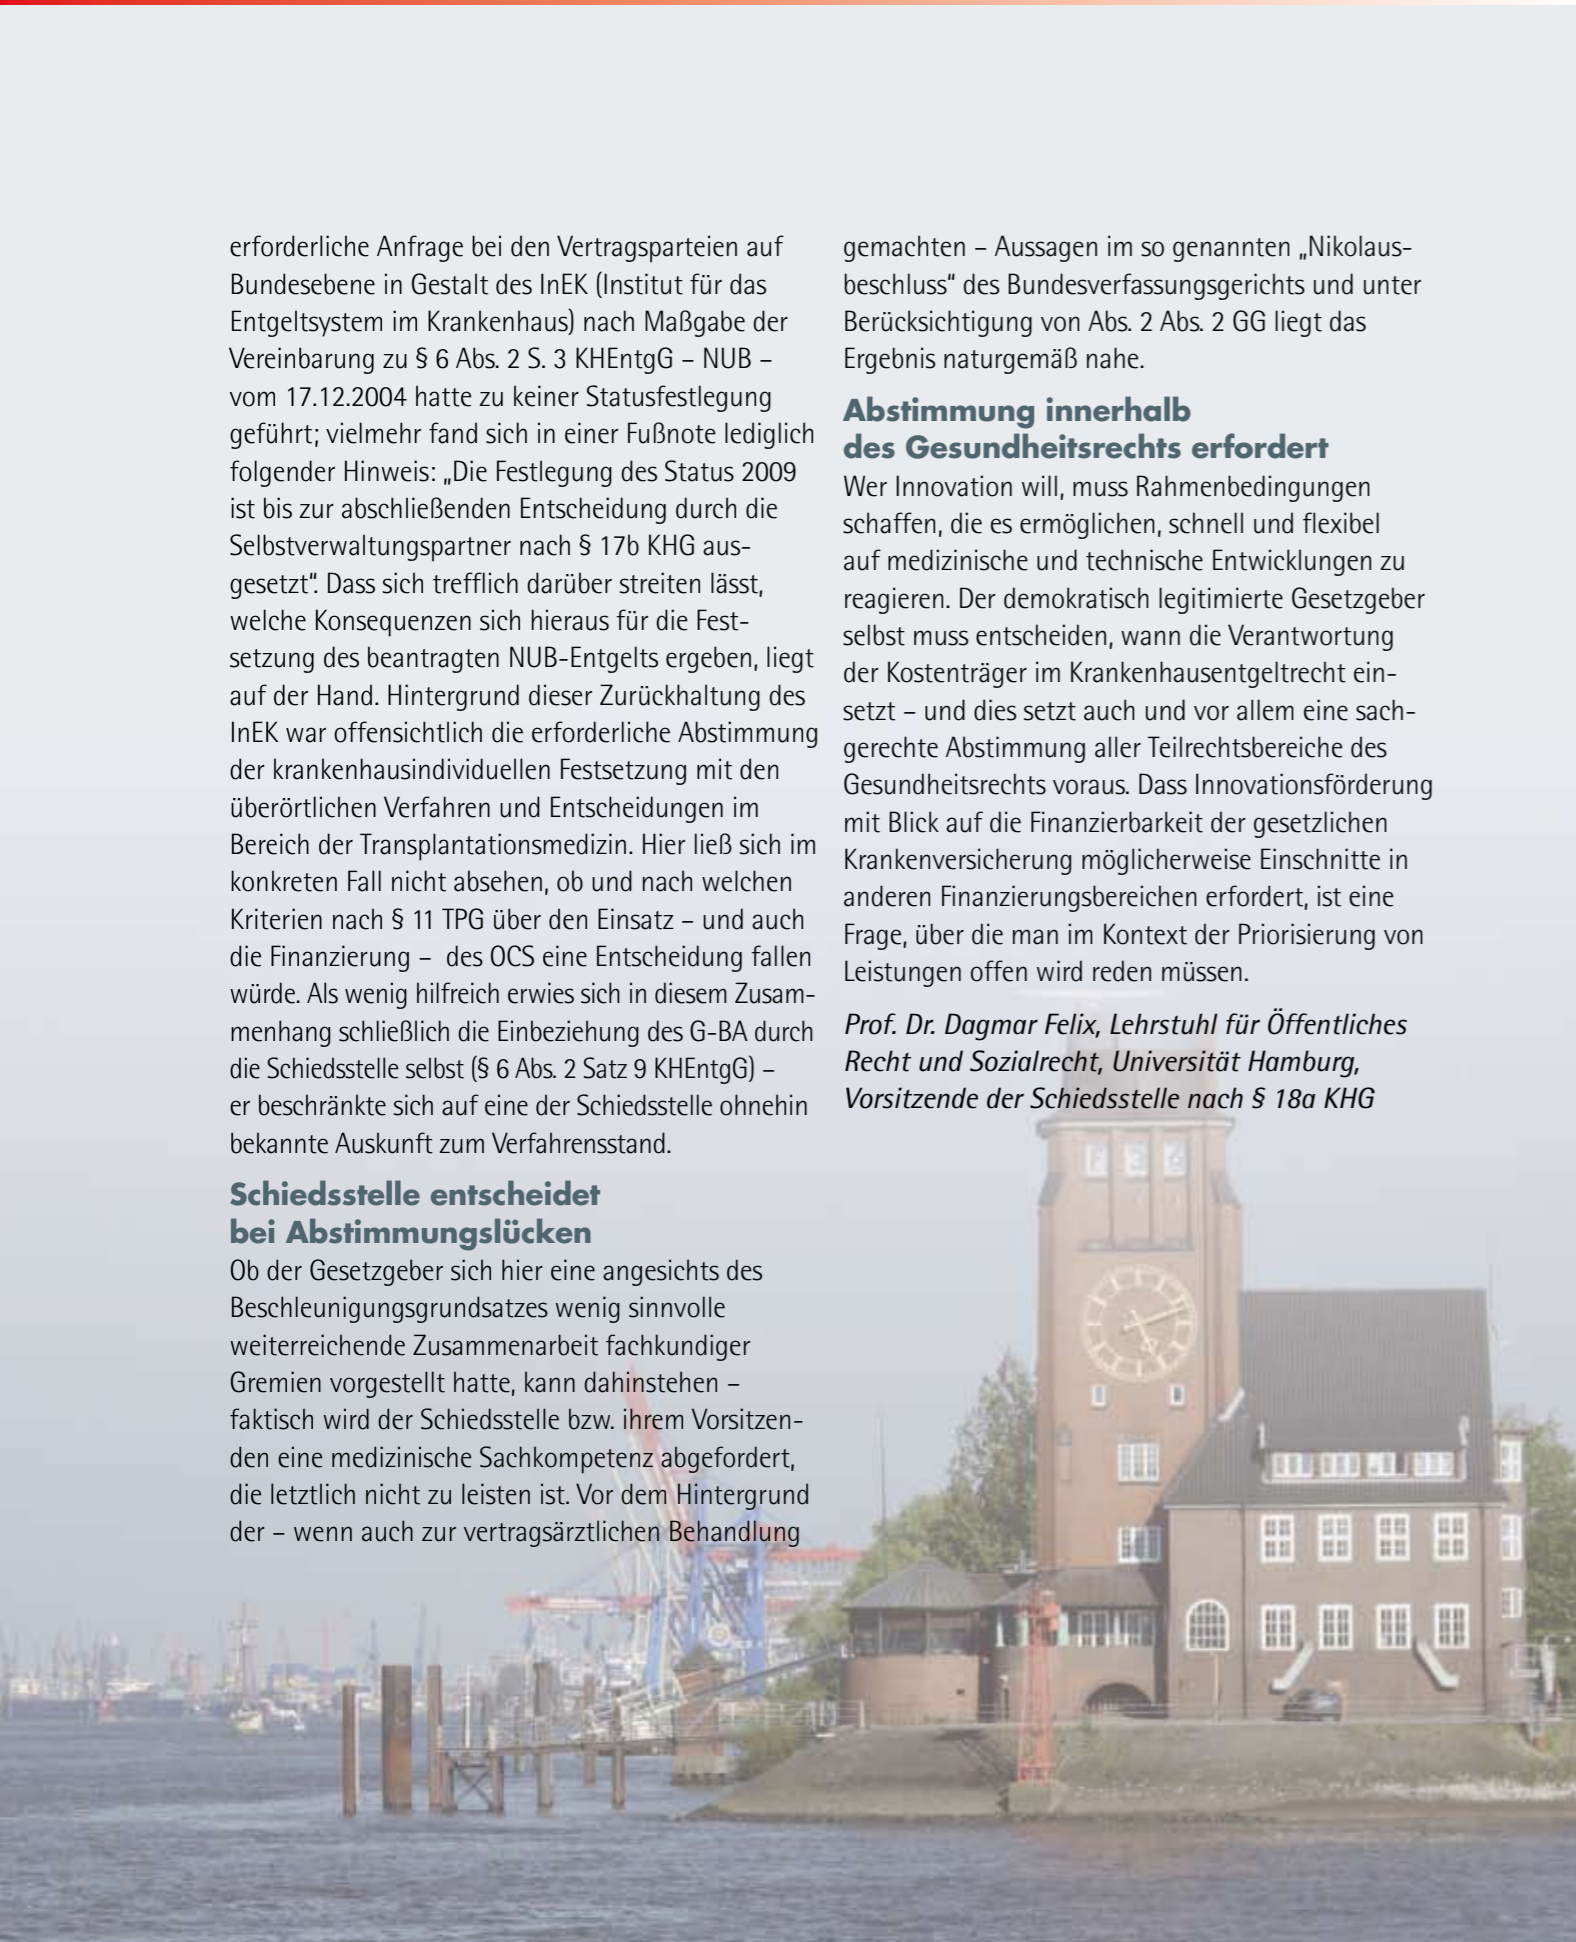 erforderliche Anfrage bei den Vertragsparteien auf
Bundesebene in Gestalt des InEK (Institut für das
Entgeltsystem im Krankenhaus) nach Maßgabe der
Vereinbarung zu § 6 Abs. 2 S. 3 KHEntgG – NUB –
vom 17.12.2004 hatte zu keiner Statusfestlegung
geführt; vielmehr fand sich in einer Fußnote lediglich
folgender Hinweis: „Die Festlegung des Status 2009
ist bis zur abschließenden Entscheidung durch die
Selbstverwaltungspartner nach § 17b KHG aus-
gesetzt“. Dass sich trefflich darüber streiten lässt,
welche Konsequenzen sich hieraus für die Fest-
setzung des beantragten NUB-Entgelts ergeben, liegt
auf der Hand. Hintergrund dieser Zurückhaltung des
InEK war offensichtlich die erforderliche Abstimmung
der krankenhausindividuellen Festsetzung mit den
überörtlichen Verfahren und Entscheidungen im
Bereich der Transplantationsmedizin. Hier ließ sich im
konkreten Fall nicht absehen, ob und nach welchen
Kriterien nach § 11 TPG über den Einsatz – und auch
die Finanzierung – des OCS eine Entscheidung fallen
würde. Als wenig hilfreich erwies sich in diesem Zusam-
menhang schließlich die Einbeziehung des G-BA durch
die Schiedsstelle selbst (§ 6 Abs. 2 Satz 9 KHEntgG) –
er beschränkte sich auf eine der Schiedsstelle ohnehin
bekannte Auskunft zum Verfahrensstand.
Schiedsstelle entscheidet
bei Abstimmungslücken
Ob der Gesetzgeber sich hier eine angesichts des
Beschleunigungsgrundsatzes wenig sinnvolle
weiterreichende Zusammenarbeit fachkundiger
Gremien vorgestellt hatte, kann dahinstehen –
faktisch wird der Schiedsstelle bzw. ihrem Vorsitzen-
den eine medizinische Sachkompetenz abgefordert,
die letztlich nicht zu leisten ist. Vor dem Hintergrund
der – wenn auch zur vertragsärztlichen Behandlung
gemachten – Aussagen im so genannten „Nikolaus-
beschluss“ des Bundesverfassungsgerichts und unter
Berücksichtigung von Abs. 2 Abs. 2 GG liegt das
Ergebnis naturgemäß nahe.
Abstimmung innerhalb
des Gesundheitsrechts erfordert
Wer Innovation will, muss Rahmenbedingungen
schaffen, die es ermöglichen, schnell und flexibel
auf medizinische und technische Entwicklungen zu
reagieren. Der demokratisch legitimierte Gesetzgeber
selbst muss entscheiden, wann die Verantwortung
der Kostenträger im Krankenhausentgeltrecht ein-
setzt – und dies setzt auch und vor allem eine sach-
gerechte Abstimmung aller Teilrechtsbereiche des
Gesundheitsrechts voraus. Dass Innovationsförderung
mit Blick auf die Finanzierbarkeit der gesetzlichen
Krankenversicherung möglicherweise Einschnitte in
anderen Finanzierungsbereichen erfordert, ist eine
Frage, über die man im Kontext der Priorisierung von
Leistungen offen wird reden müssen.
Prof. Dr. Dagmar Felix, Lehrstuhl für Öffentliches
Recht und Sozialrecht, Universität Hamburg,
Vorsitzende der Schiedsstelle nach § 18a KHG